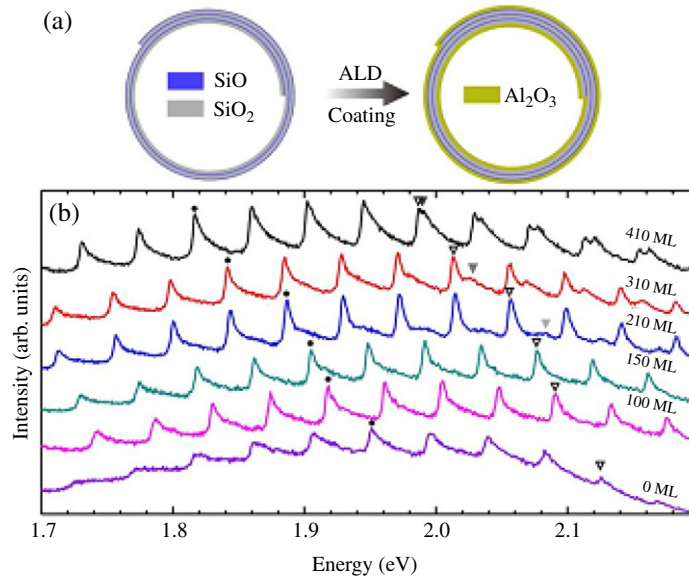 (a)
SiO
SiO₂
ALD
Coating
Al₂O₃
(b)
410 ML
310 ML
210 ML
150 ML
100 ML
0 ML
Intensity (arb. units)
1.7 1.8 1.9 2.0 2.1
Energy (eV)